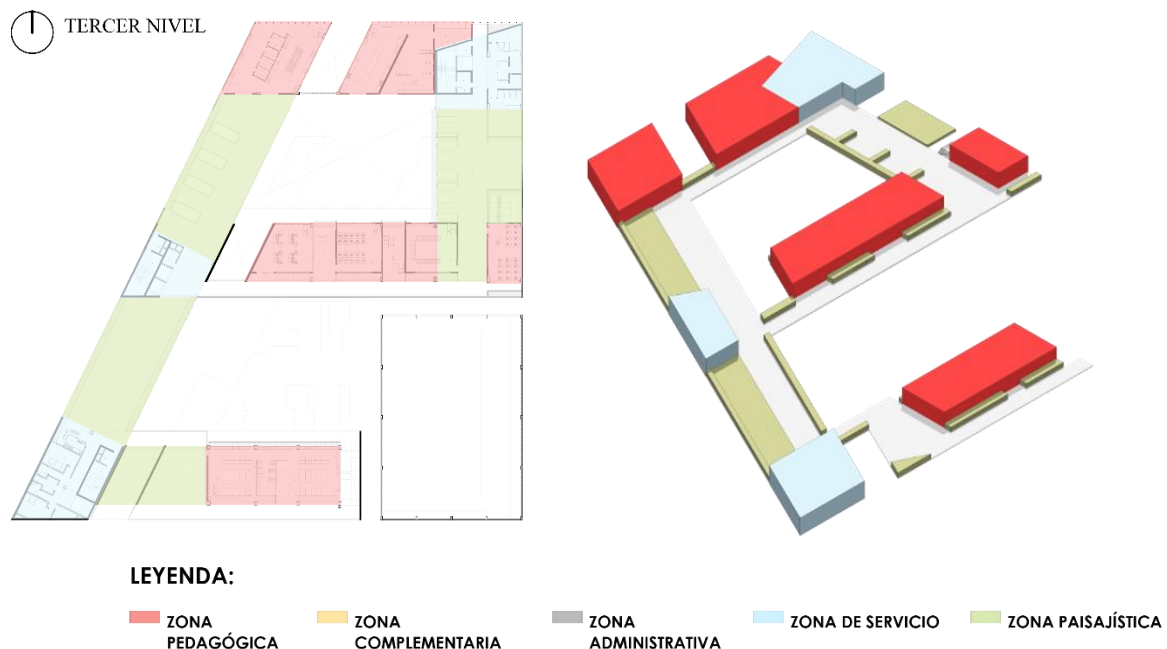 TERCER NIVEL
LEYENDA:
ZONA
PEDAGÓGICA
ZONA
COMPLEMENTARIA
ZONA
ADMINISTRATIVA
ZONA DE SERVICIO
ZONA PAISAJÍSTICA